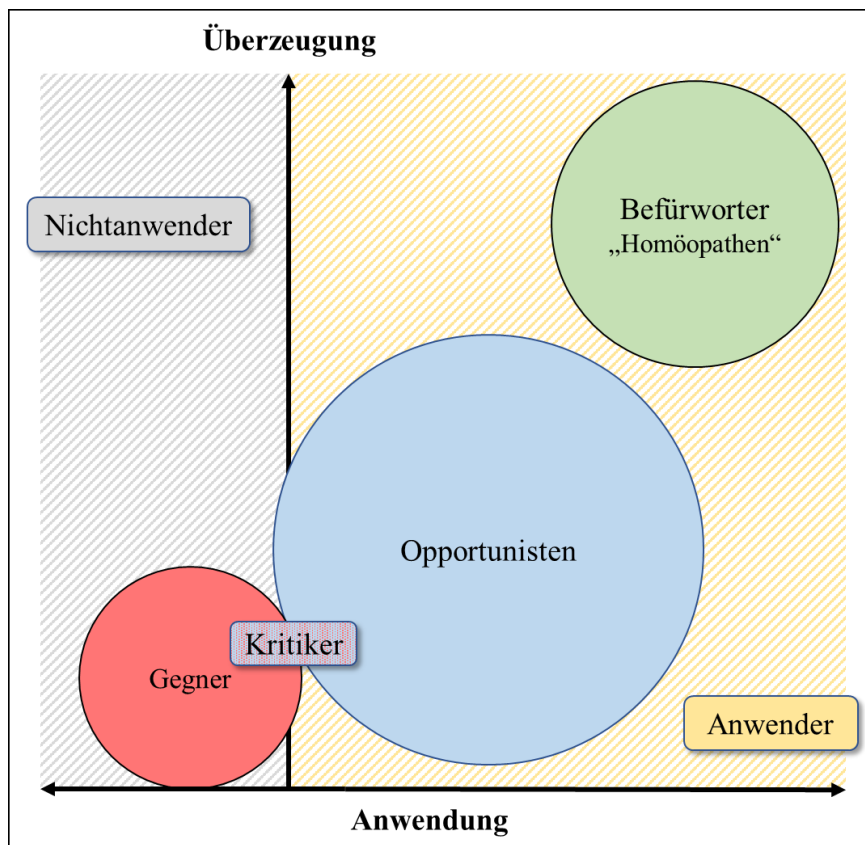 Überzeugung
Nichtanwender
Befürworter
„Homöopathen“
Opportunisten
Kritiker
Gegner
Anwender
Anwendung